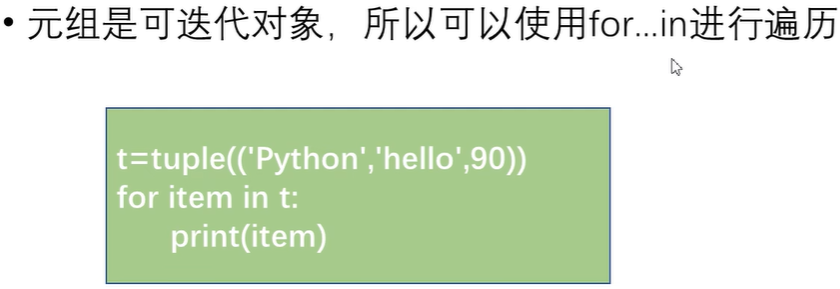 • 元组是可迭代对象，所以可以使用for...in进行遍历
t=tuple(('Python','hello',90))
for item in t:
    print(item)